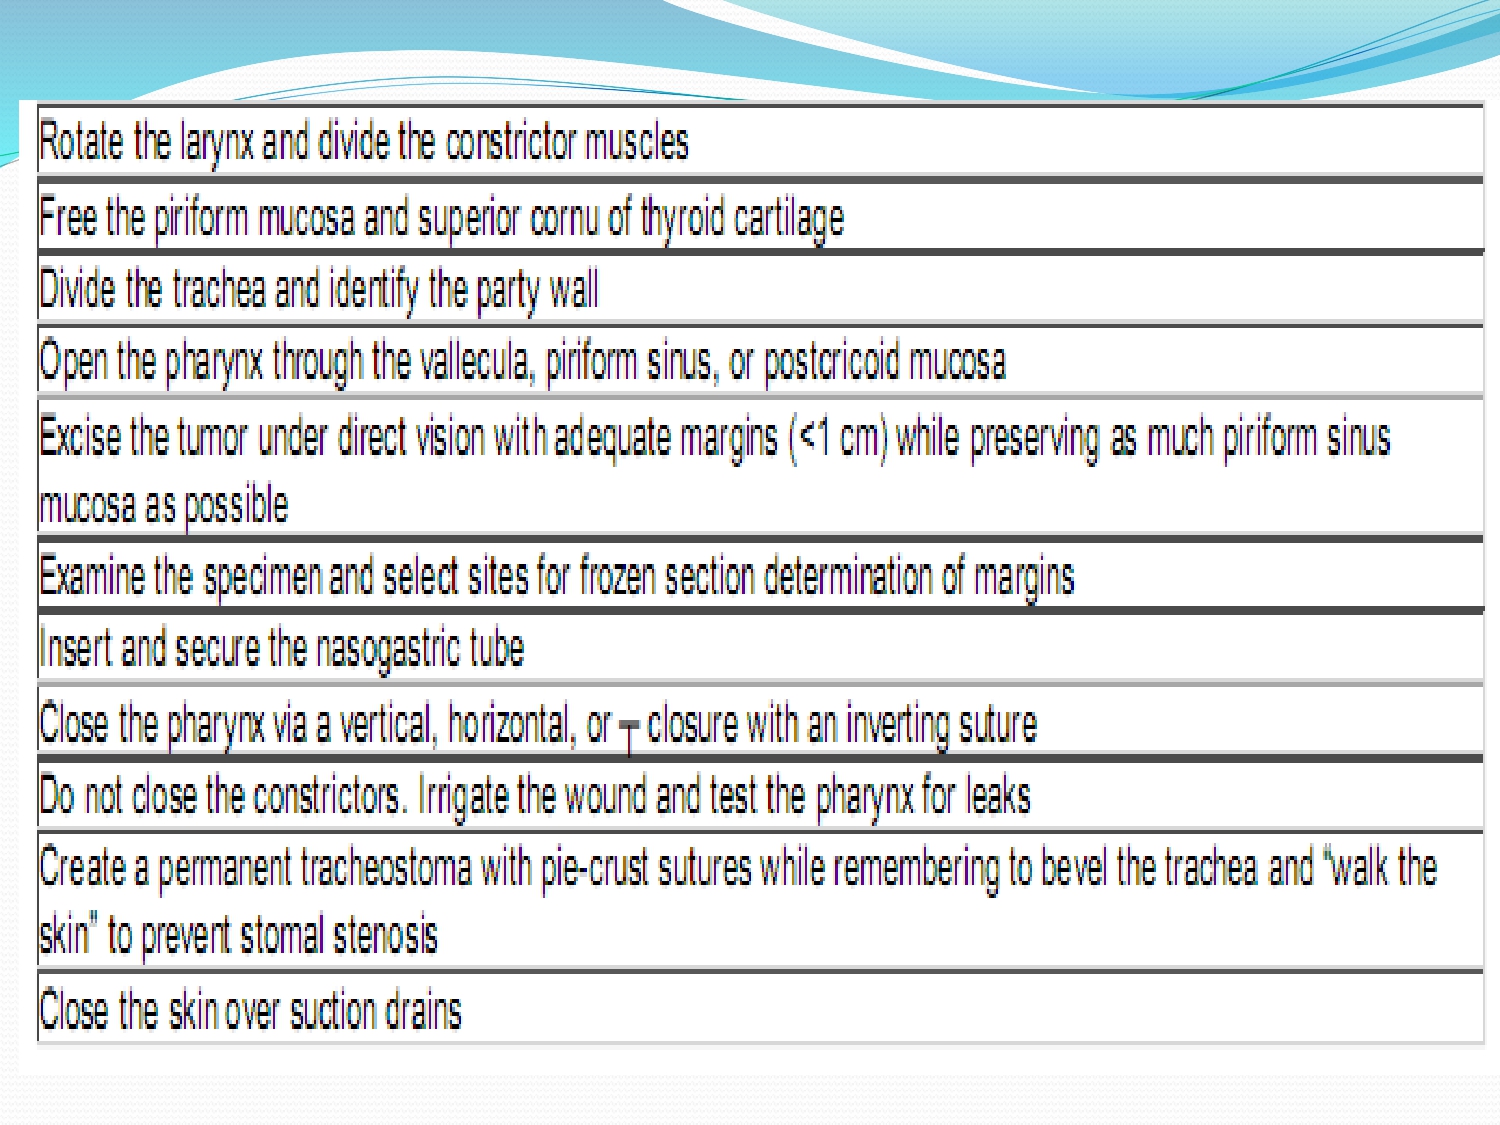 Rotate the larynx and divide the constrictor muscles
Free the piriform mucosa and superior cornu of thyroid cartilage
Divide the trachea and identify the party wall
Open the pharynx through the vallecula, piriform sinus, or postcricoid mucosa
Excise the tumor under direct vision with adequate margins (<1 cm) while preserving as much piriform sinus
mucosa as possible
Examine the specimen and select sites for frozen section determination of margins
Insert and secure the nasogastric tube
Close the pharynx via a vertical, horizontal, or T closure with an inverting suture
Do not close the constrictors. Irrigate the wound and test the pharynx for leaks
Create a permanent tracheostoma with pie-crust sutures while remembering to bevel the trachea and “walk the
skin” to prevent stomal stenosis
Close the skin over suction drains